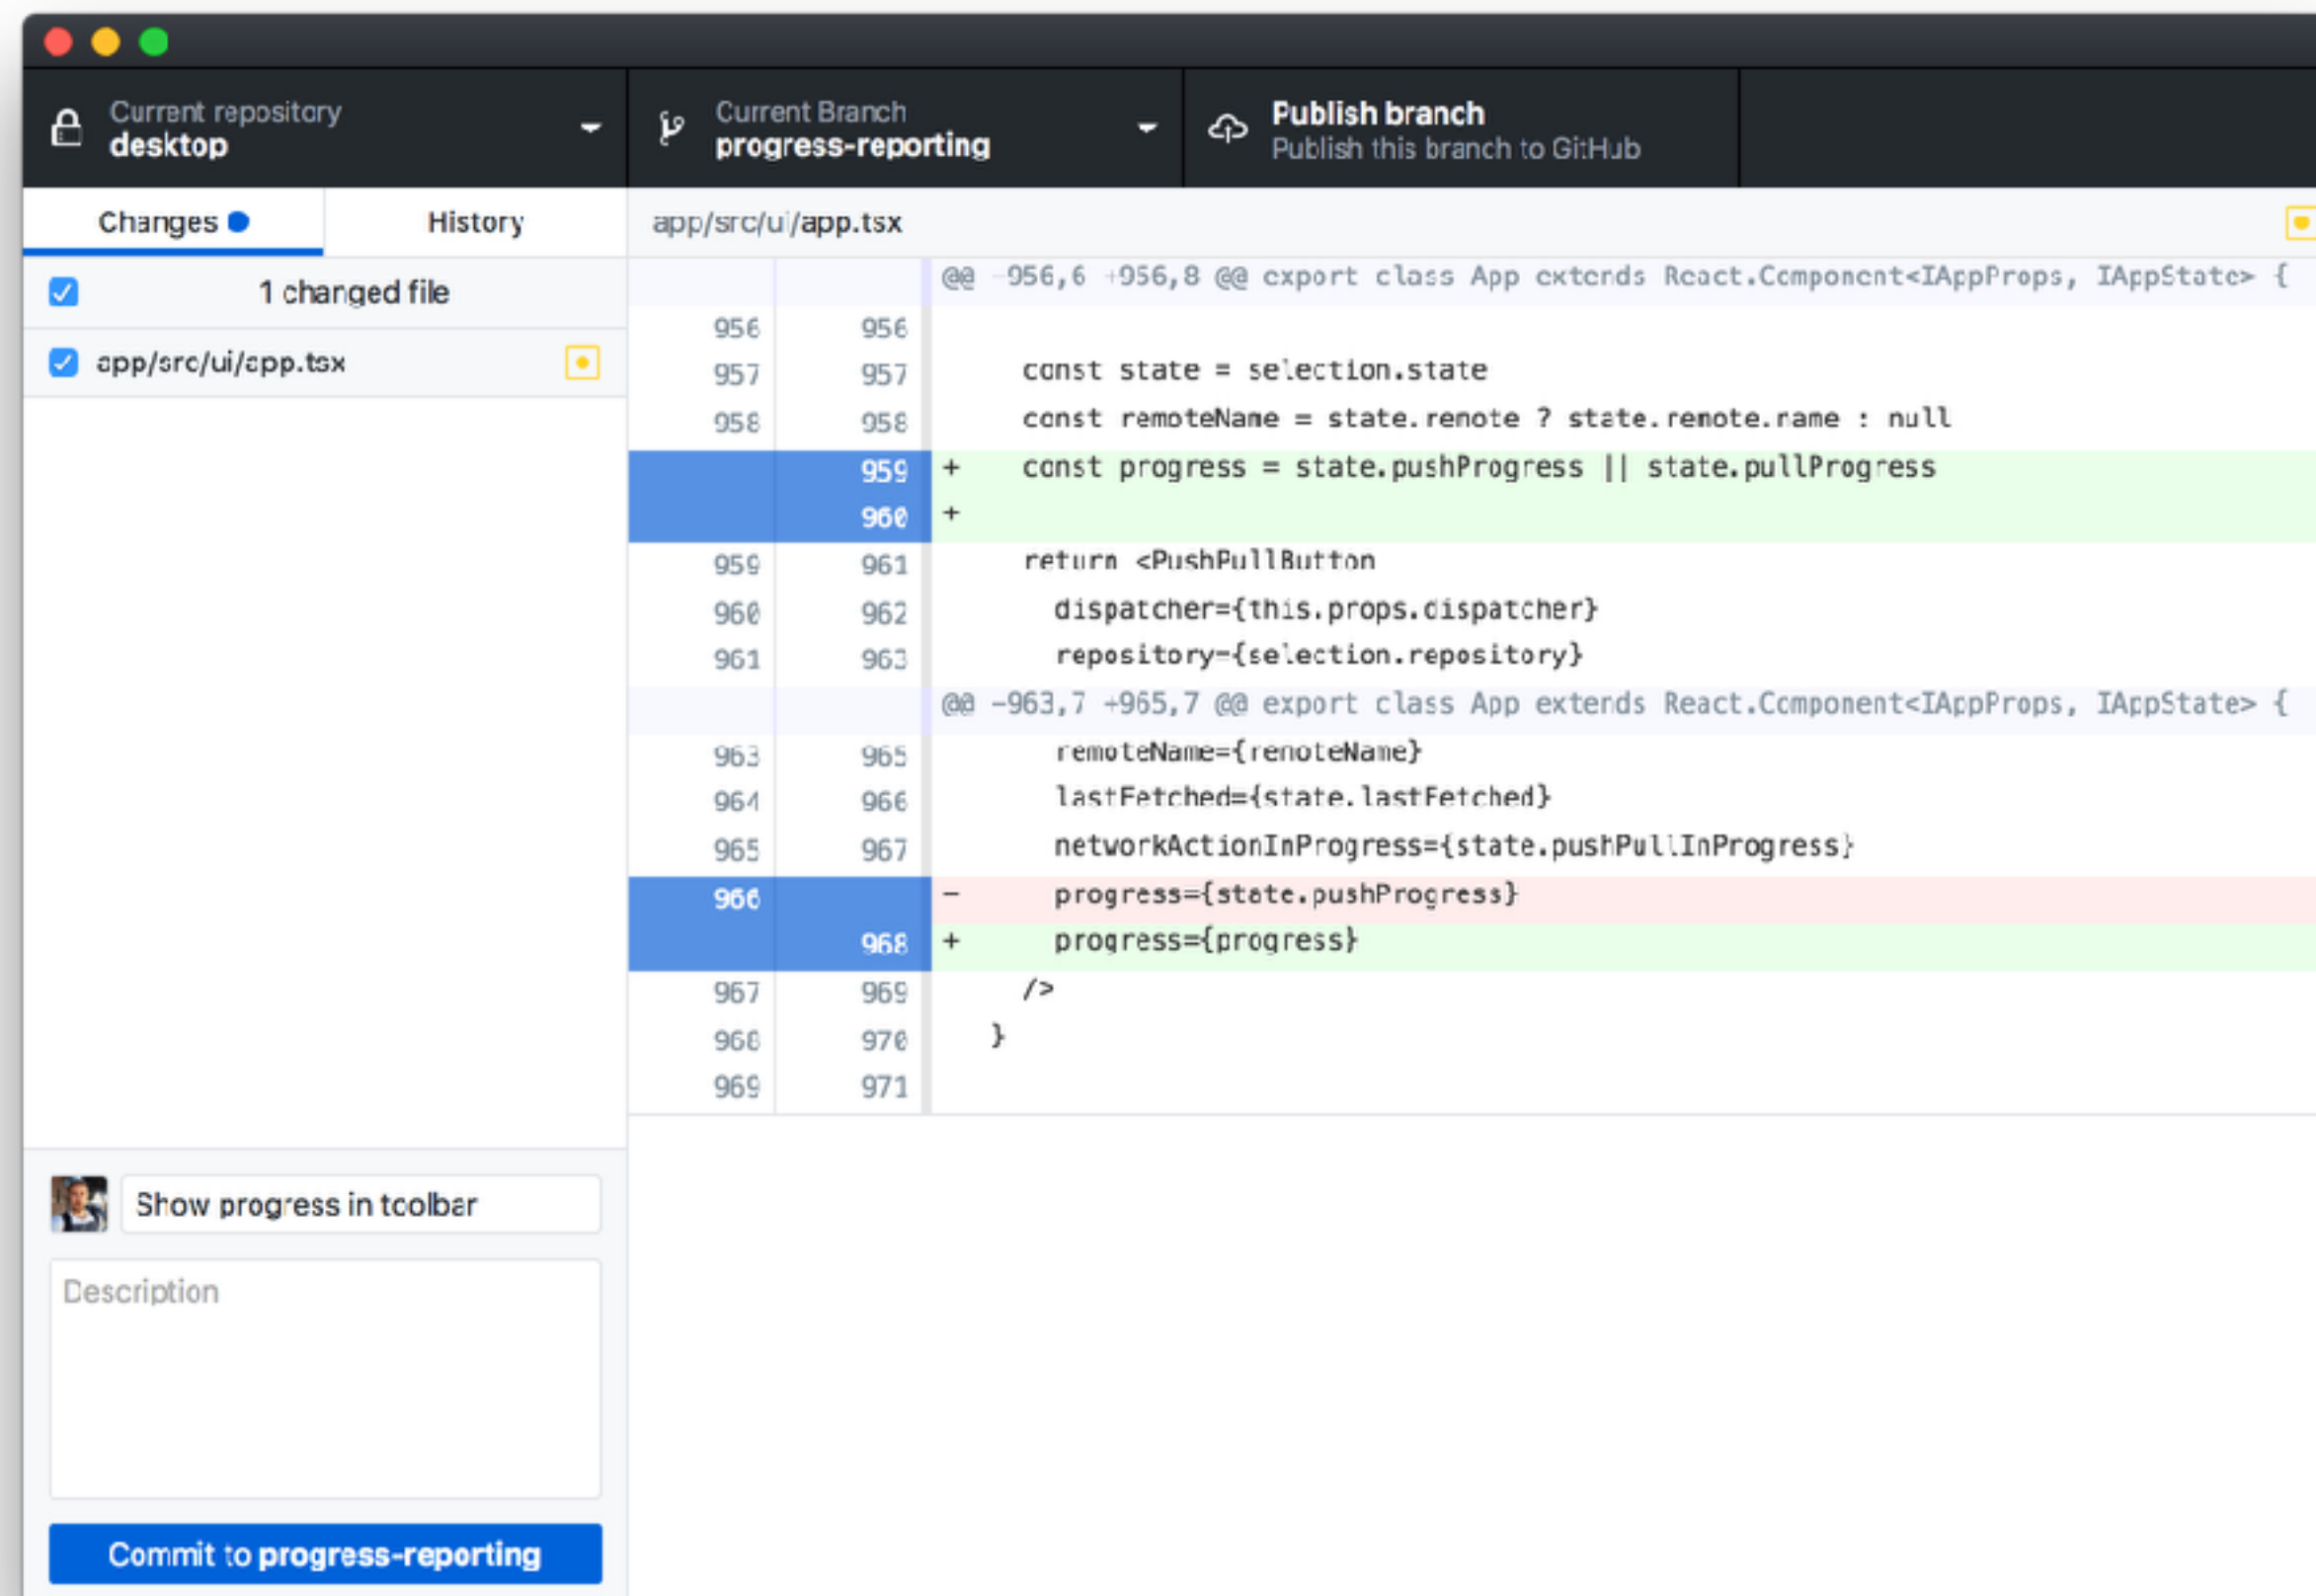 Current repository
desktop
Current Branch
progress-reporting
Publish branch
Publish this branch to GitHub
Changes
History
1 changed file
app/src/ui/app.tsx
app/src/ui/app.tsx
@@ -956,6 +956,8 @@ export class App extends React.Component<IAppProps, IAppState> {
956 956
957 957 const state = selection.state
958 958 const remoteName = state.remote ? state.remote.name : null
959 + const progress = state.pushProgress || state.pullProgress
960 +
959 961 return <PushPullButton
960 962 dispatcher={this.props.dispatcher}
961 963 repository={selection.repository}
@@ -963,7 +965,7 @@ export class App extends React.Component<IAppProps, IAppState> {
963 965 remoteName={remoteName}
964 966 lastFetched={state.lastFetched}
965 967 networkActionInProgress={state.pushPullInProgress}
966 - progress={state.pushProgress}
968 + progress={progress}
967 969 />
968 970 }
969 971
Show progress in toolbar
Description
Commit to progress-reporting